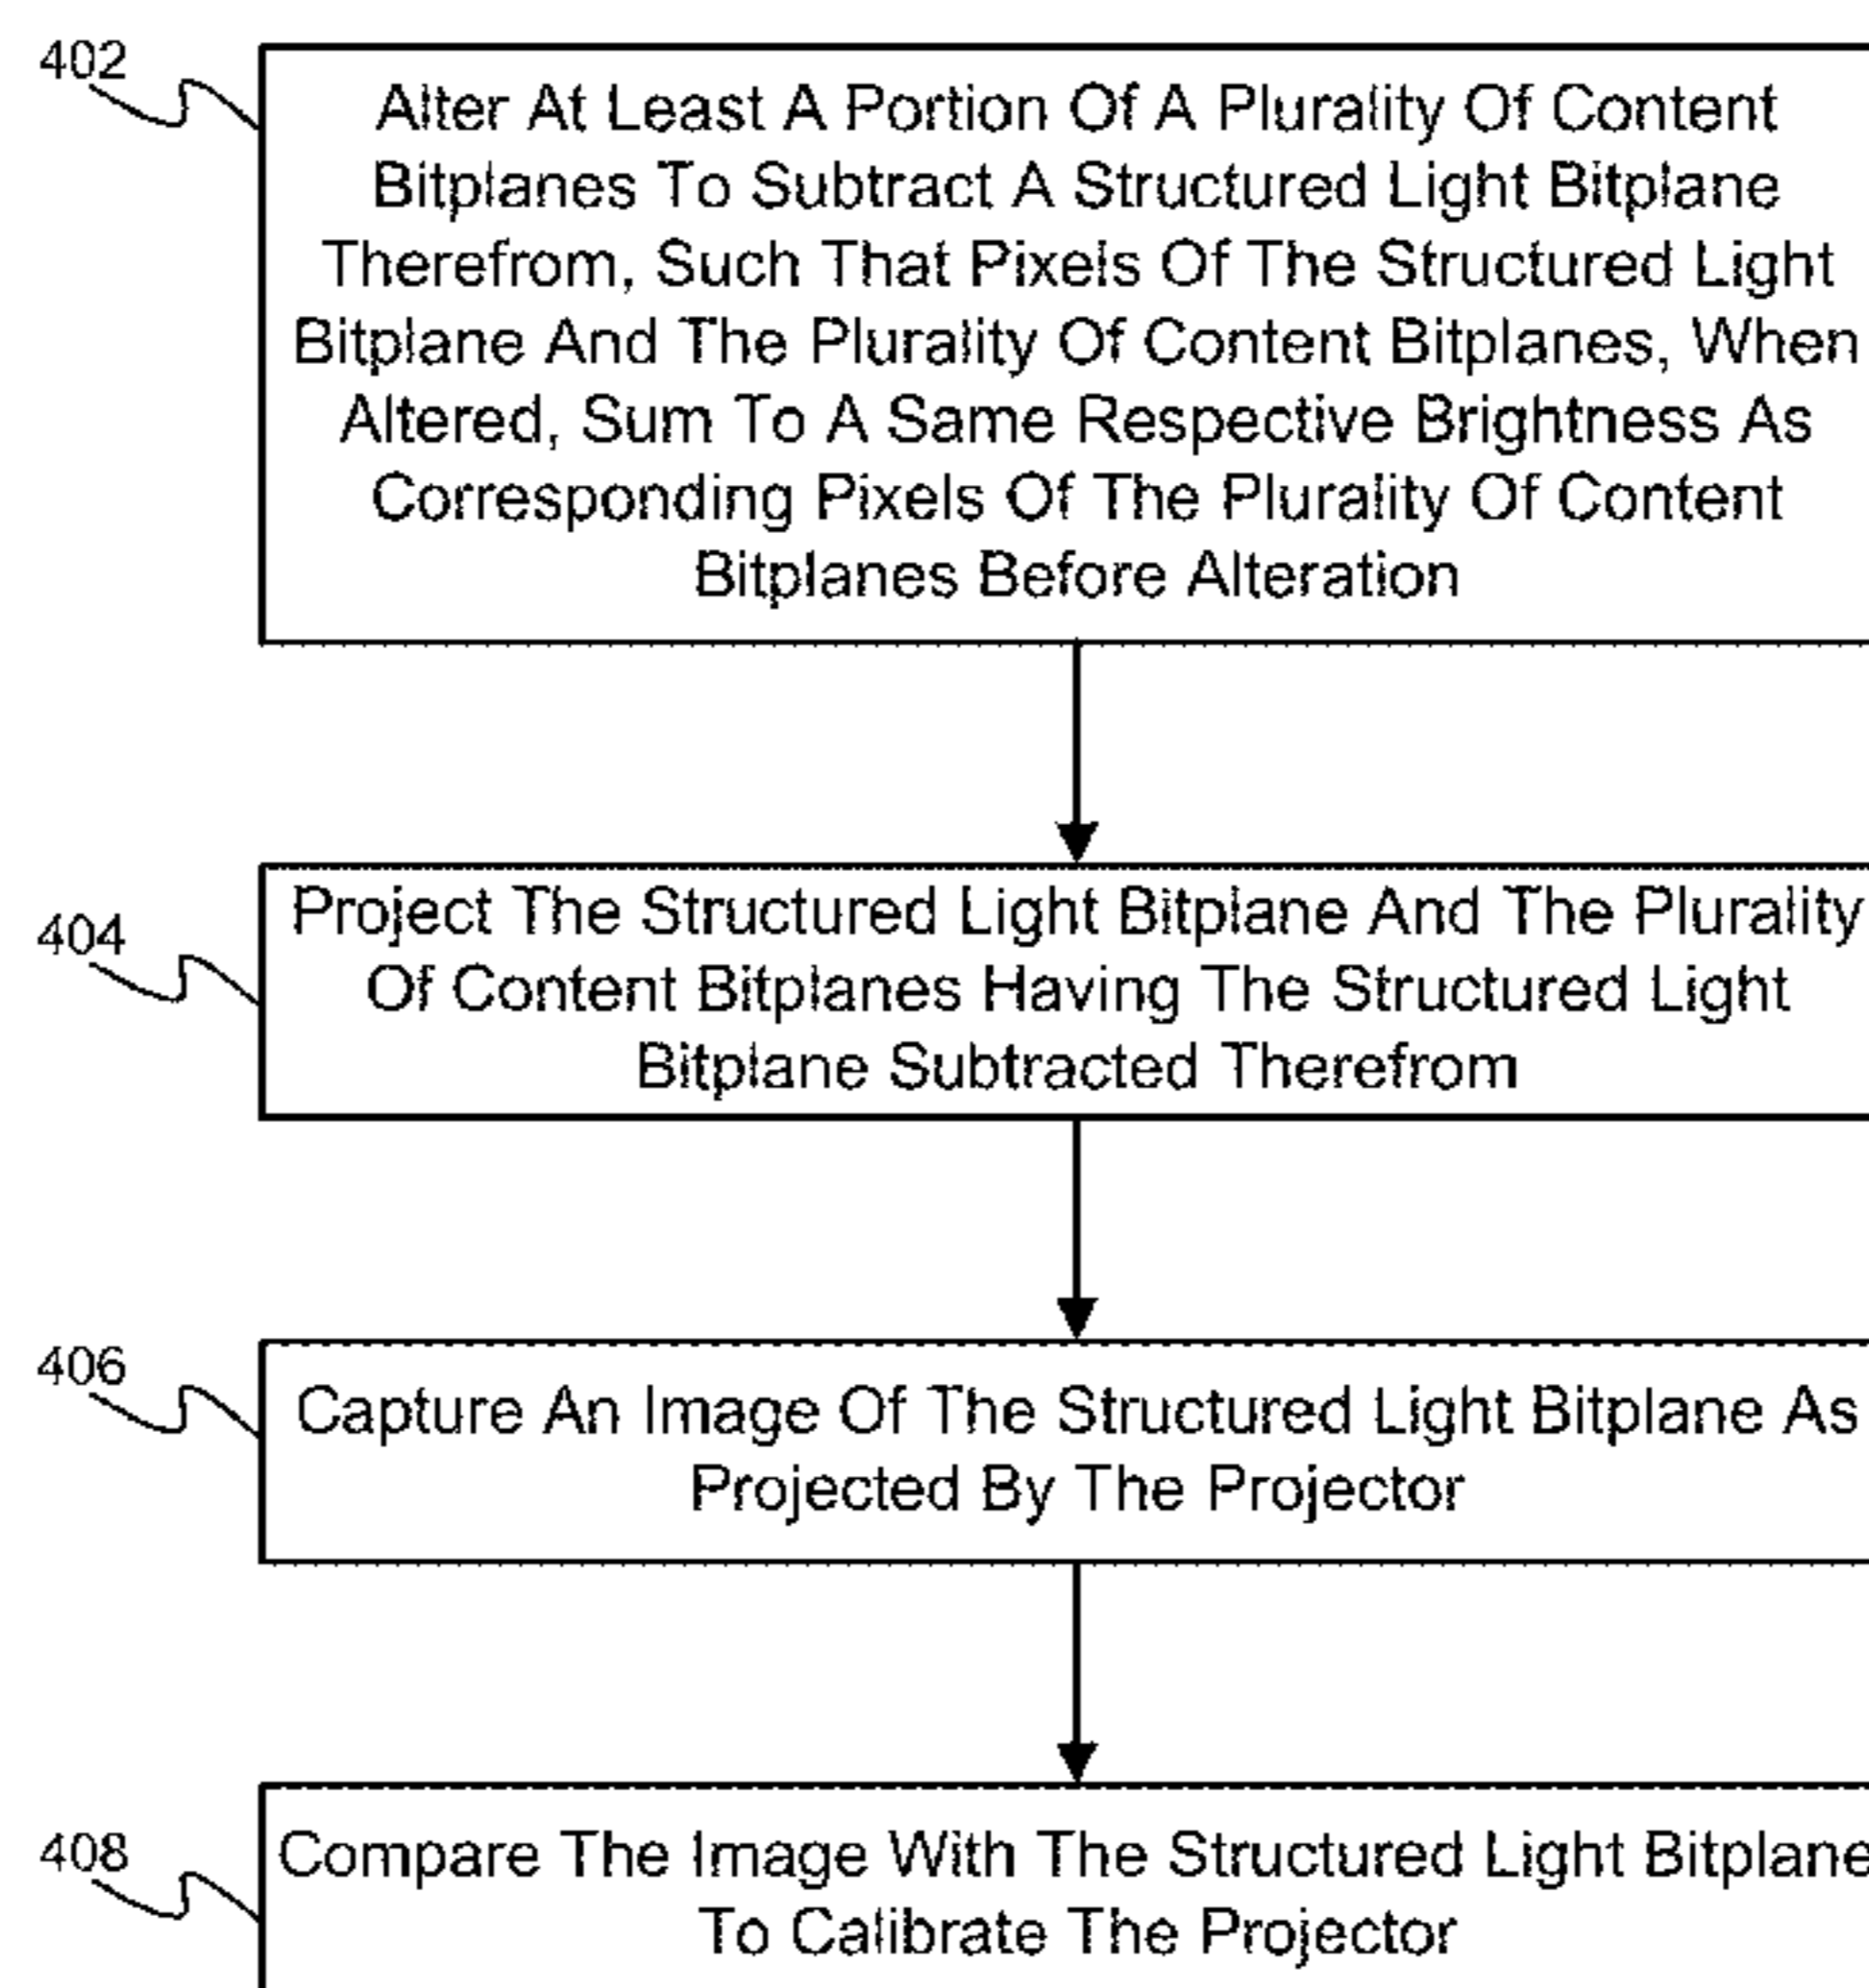 402
Alter At Least A Portion Of A Plurality Of Content
Bitplanes To Subtract A Structured Light Bitplane
Therefrom, Such That Pixels Of The Structured Light
Bitplane And The Plurality Of Content Bitplanes, When
Altered, Sum To A Same Respective Brightness As
Corresponding Pixels Of The Plurality Of Content
Bitplanes Before Alteration
404
Project The Structured Light Bitplane And The Plurality
Of Content Bitplanes Having The Structured Light
Bitplane Subtracted Therefrom
406
Capture An Image Of The Structured Light Bitplane As
Projected By The Projector
408
Compare The Image With The Structured Light Bitplane
To Calibrate The Projector